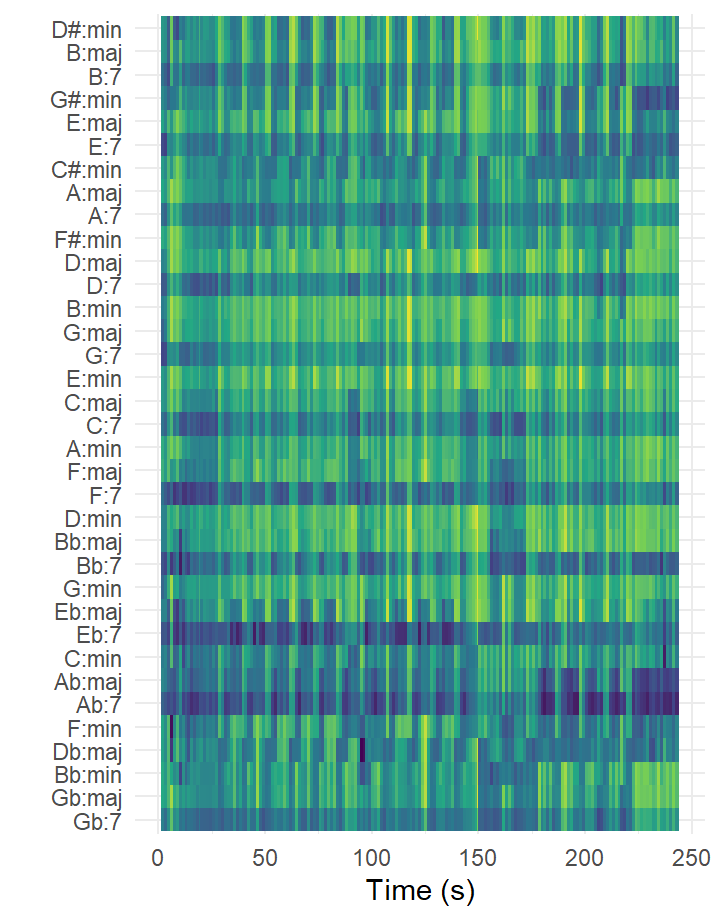 D#:min
B:maj
B:7
G#:min
E:maj
E:7
C#:min
A:maj
A:7
F#:min
D:maj
D:7
B:min
G:maj
G:7
E:min
C:maj
C:7
A:min
F:maj
F:7
D:min
Bb:maj
Bb:7
G:min
Eb:maj
Eb:7
C:min
Ab:maj
Ab:7
F:min
Db:maj
Bb:min
Gb:maj
Gb:7
0 50 100 150 200 250
Time (s)